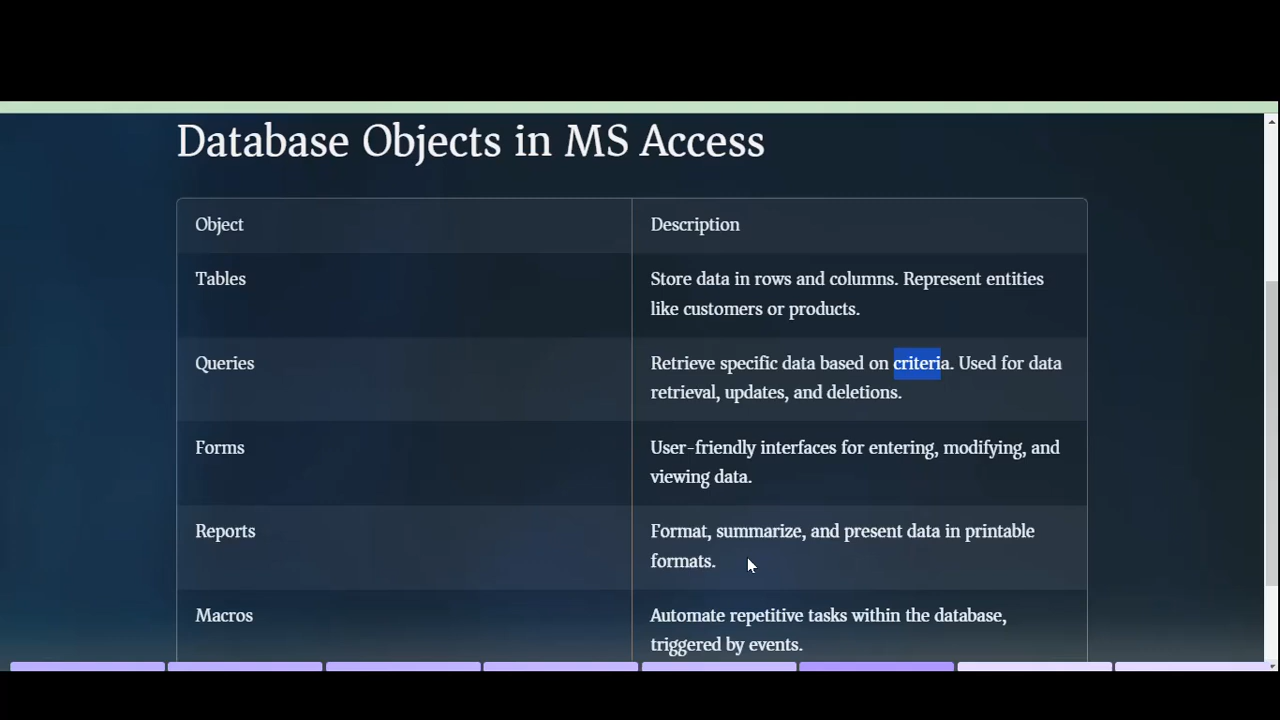 Database Objects in MS Access
Object
Description
Tables
Store data in rows and columns. Represent entities
like customers or products.
Queries
Retrieve specific data based on criteria. Used for data
retrieval, updates, and deletions.
Forms
User-friendly interfaces for entering, modifying, and
viewing data.
Reports
Format, summarize, and present data in printable
formats.
Macros
Automate repetitive tasks within the database,
triggered by events.